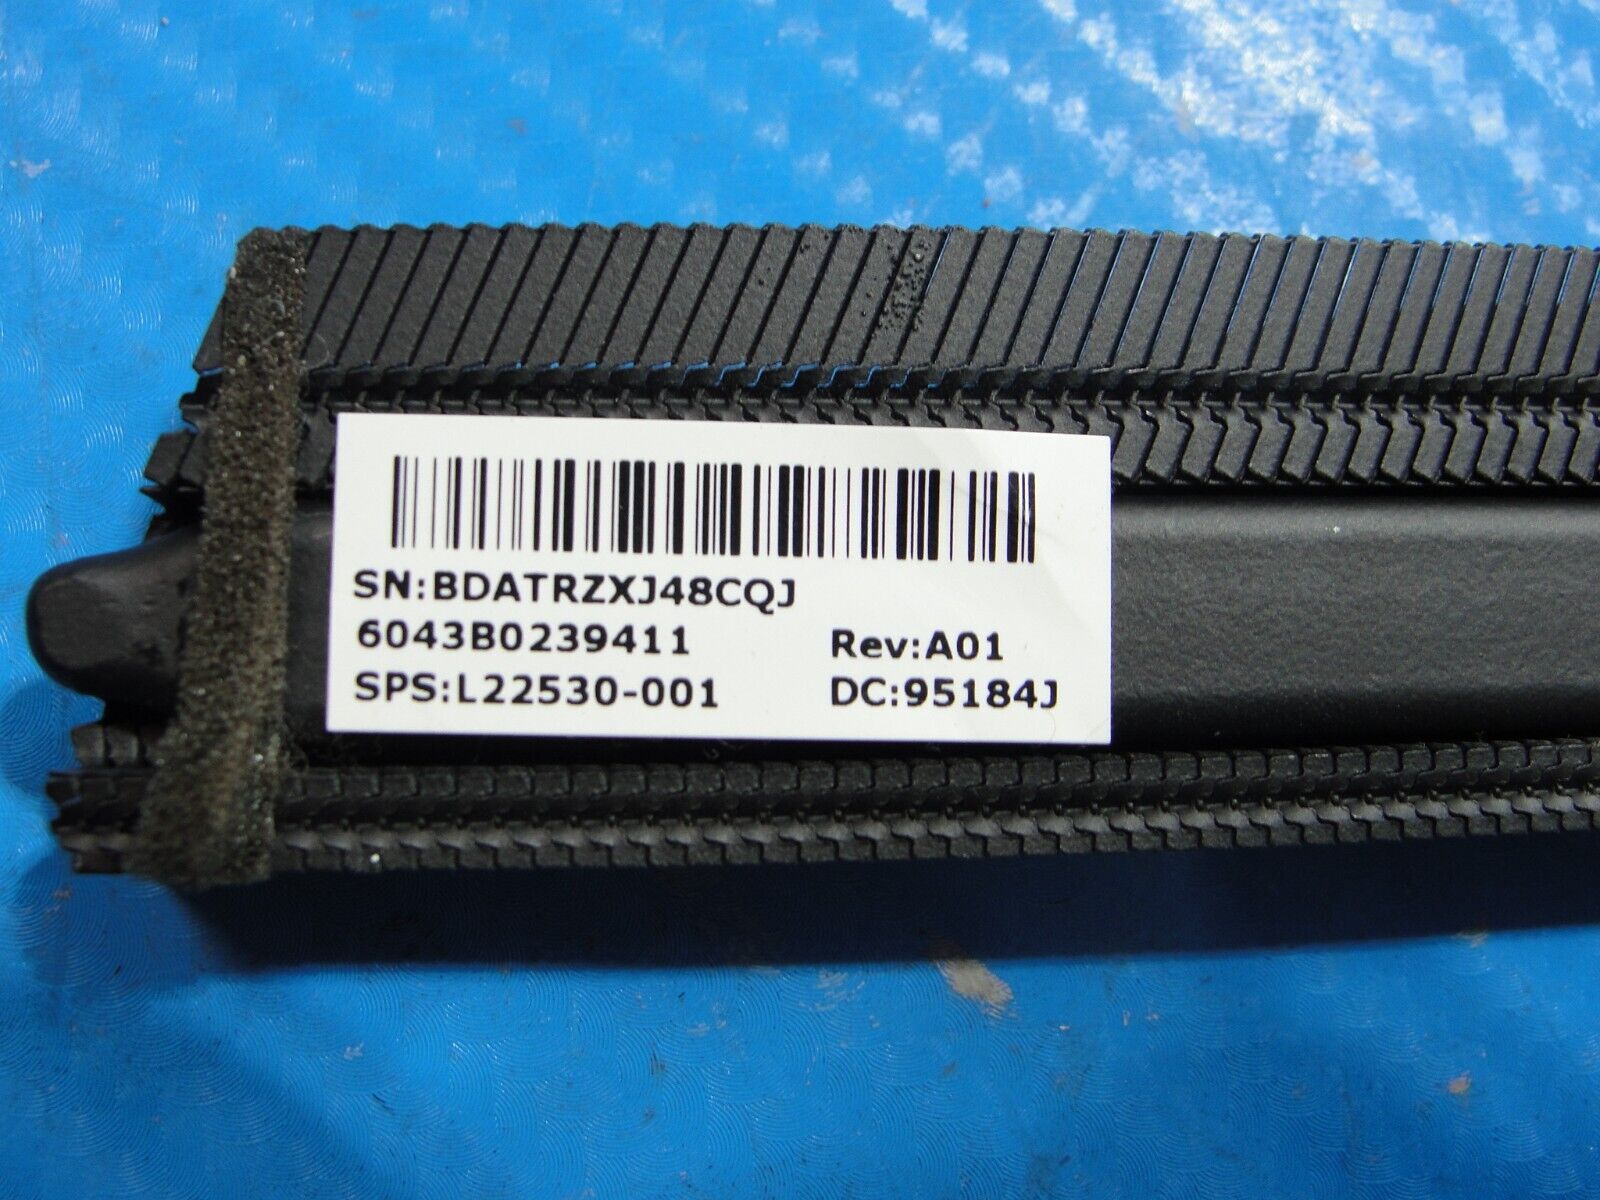 SN:BDATRZXJ48CQJ
6043B0239411 Rev:A01
SPS:L22530-001 DC:95184J